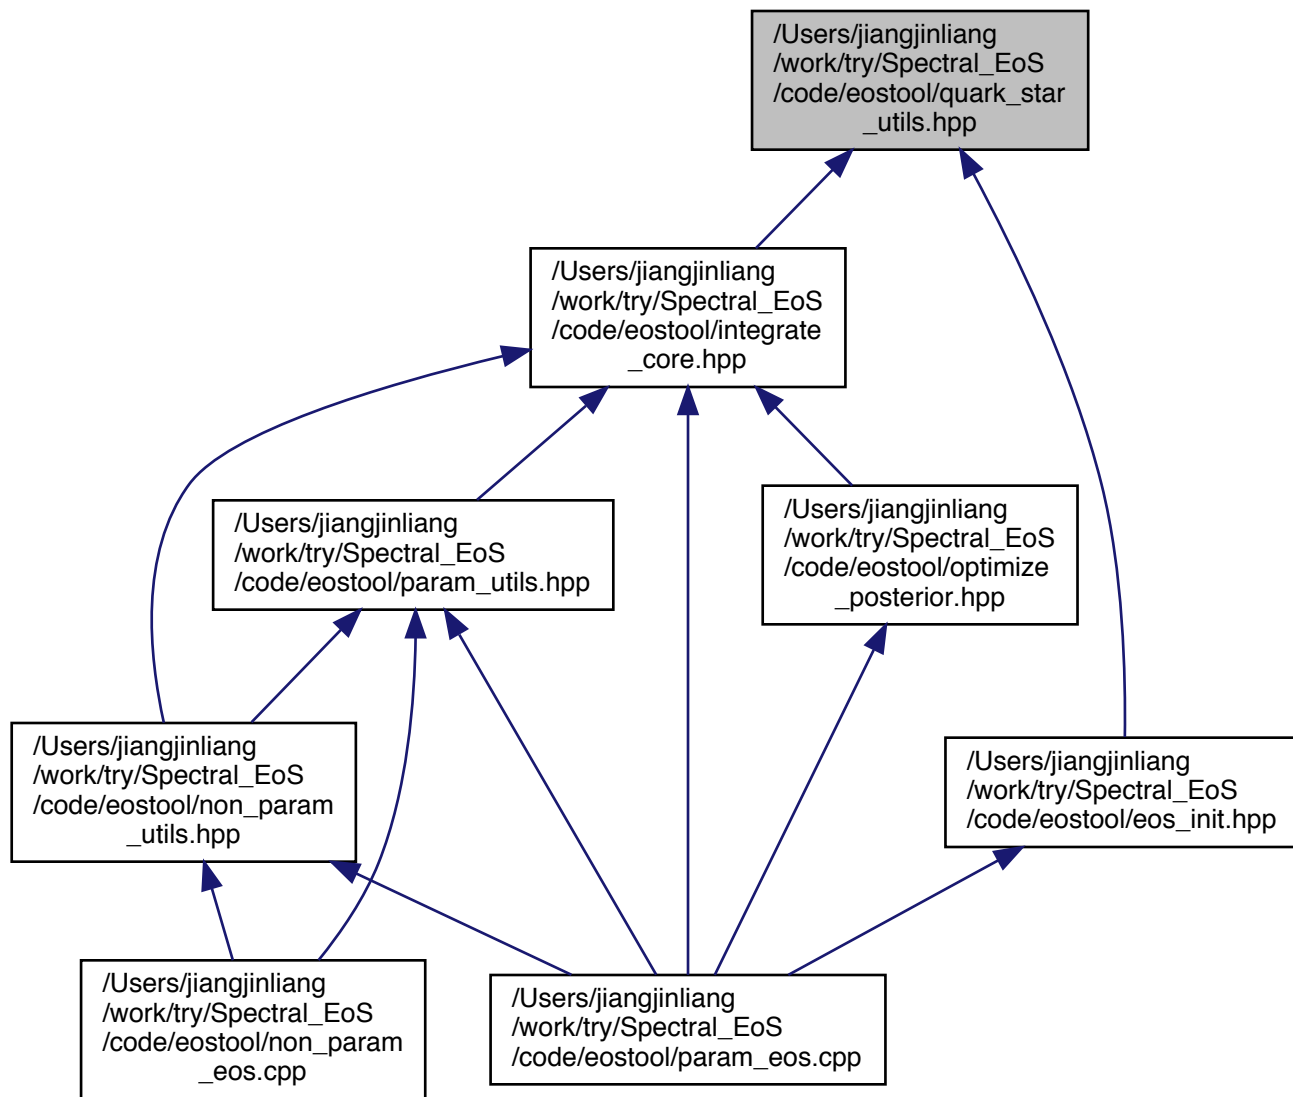 /Users/jiangjinliang
/work/try/Spectral_EoS
/code/eostool/quark_star
_utils.hpp
/Users/jiangjinliang
/work/try/Spectral_EoS
/code/eostool/integrate
_core.hpp
/Users/jiangjinliang
/work/try/Spectral_EoS
/code/eostool/param_utils.hpp
/Users/jiangjinliang
/work/try/Spectral_EoS
/code/eostool/optimize
_posterior.hpp
/Users/jiangjinliang
/work/try/Spectral_EoS
/code/eostool/non_param
_utils.hpp
/Users/jiangjinliang
/work/try/Spectral_EoS
/code/eostool/eos_init.hpp
/Users/jiangjinliang
/work/try/Spectral_EoS
/code/eostool/non_param
_eos.cpp
/Users/jiangjinliang
/work/try/Spectral_EoS
/code/eostool/param_eos.cpp